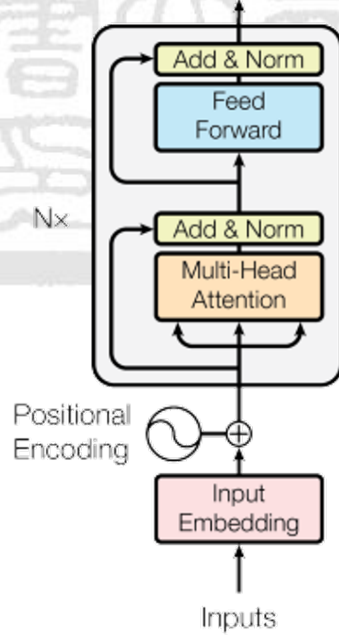 Add & Norm
Feed
Forward
Nx
Add & Norm
Multi-Head
Attention
Positional
Encoding
Input
Embedding
Inputs